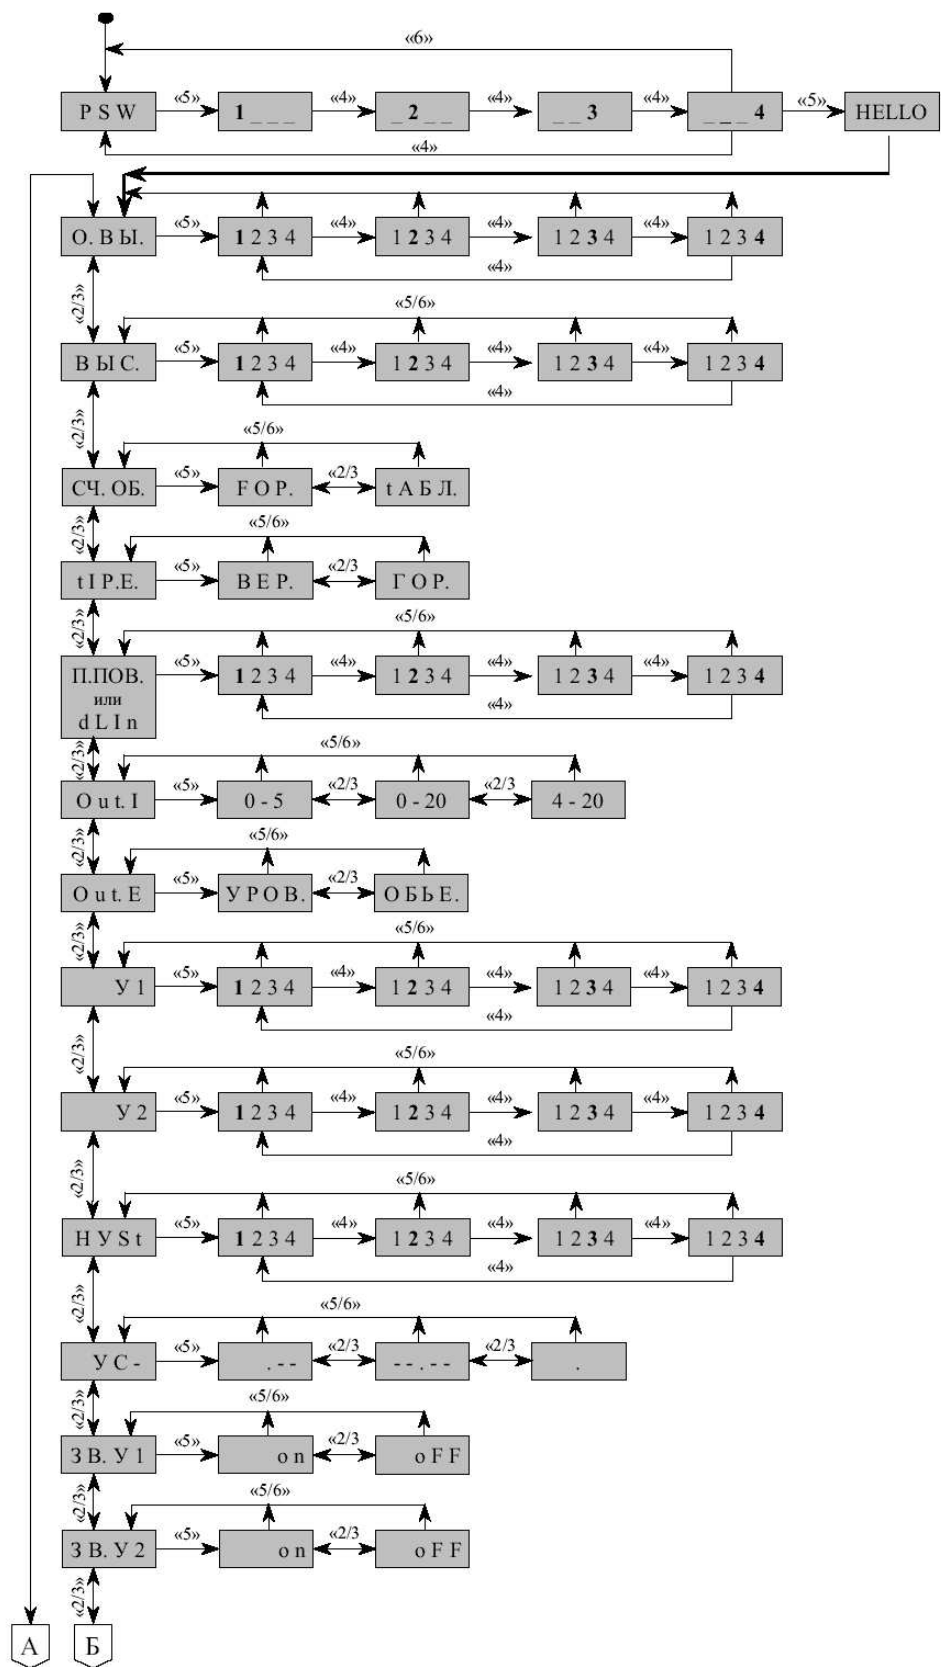 «6»
P S W «5» 1 _ _ _ «4» _ 2 _ _ «4» _ _ 3 «4» _ _ _ 4 «5» HELLO
«4»
О. В Ы. «5» 1 2 3 4 «4» 1 2 3 4 «4» 1 2 3 4 «4» 1 2 3 4
«4»
«2/3»
«5/6»
В Ы С. «5» 1 2 3 4 «4» 1 2 3 4 «4» 1 2 3 4 «4» 1 2 3 4
«4»
«2/3»
«5/6»
СЧ. ОБ. «5» F O P. «2/3 t А Б Л.
«2/3»
«5/6»
t I P.E. «5» В Е Р. «2/3 Г О Р.
«2/3»
«5/6»
П.ПОВ. «5» 1 2 3 4 «4» 1 2 3 4 «4» 1 2 3 4 «4» 1 2 3 4
или
d L I n
«4»
«2/3»
«5/6»
O u t. I «5» 0 - 5 «2/3 0 - 20 «2/3 4 - 20
«2/3»
«5/6»
O u t. E «5» У Р О В. «2/3 О Б Ь Е.
«2/3»
«5/6»
У 1 «5» 1 2 3 4 «4» 1 2 3 4 «4» 1 2 3 4 «4» 1 2 3 4
«4»
«2/3»
«5/6»
У 2 «5» 1 2 3 4 «4» 1 2 3 4 «4» 1 2 3 4 «4» 1 2 3 4
«4»
«2/3»
«5/6»
Н У S t «5» 1 2 3 4 «4» 1 2 3 4 «4» 1 2 3 4 «4» 1 2 3 4
«4»
«2/3»
«5/6»
У С - «5» . - - «2/3 - - . - - «2/3 .
«2/3»
«5/6»
З В. У 1 «5» o n «2/3 o F F
«2/3»
«5/6»
З В. У 2 «5» o n «2/3 o F F
«2/3»
А Б